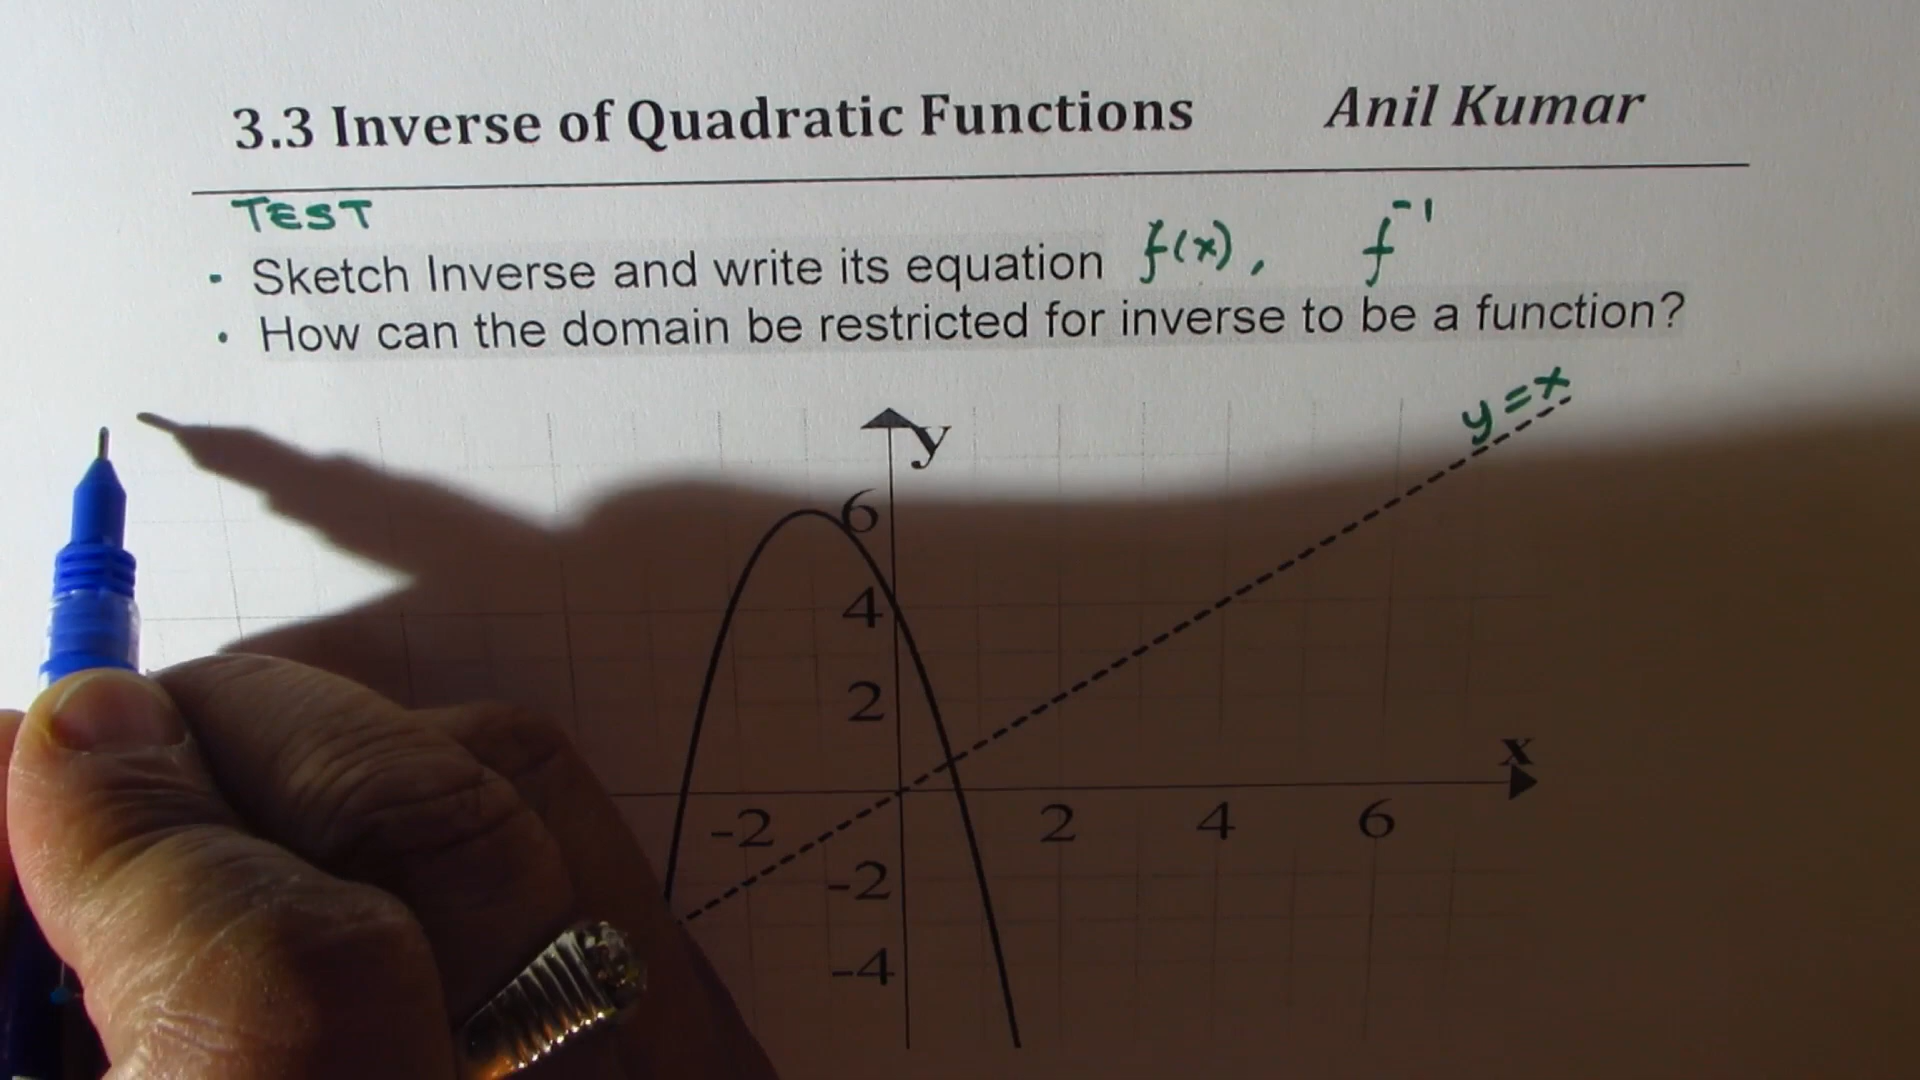 3.3 Inverse of Quadratic Functions Anil Kumar
TEST
• Sketch Inverse and write its equation f(x), f⁻¹
• How can the domain be restricted for inverse to be a function?
y=x
y
6
4
2
x
-2 2 4 6
-2
-4